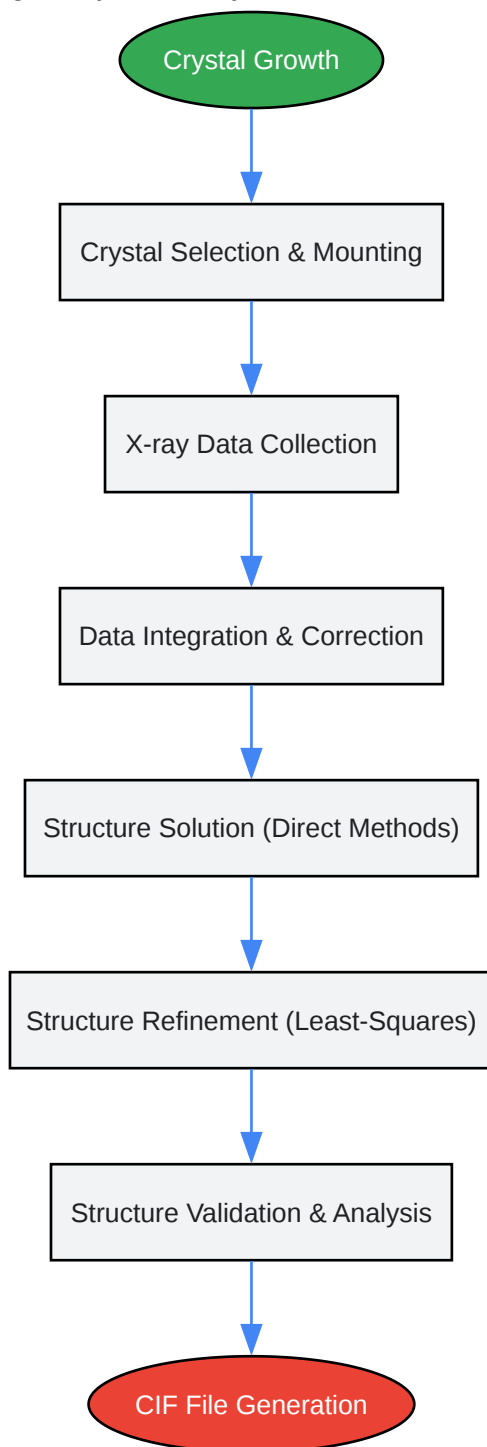 Crystal Growth
Crystal Selection & Mounting
X-ray Data Collection
Data Integration & Correction
Structure Solution (Direct Methods)
Structure Refinement (Least-Squares)
Structure Validation & Analysis
CIF File Generation